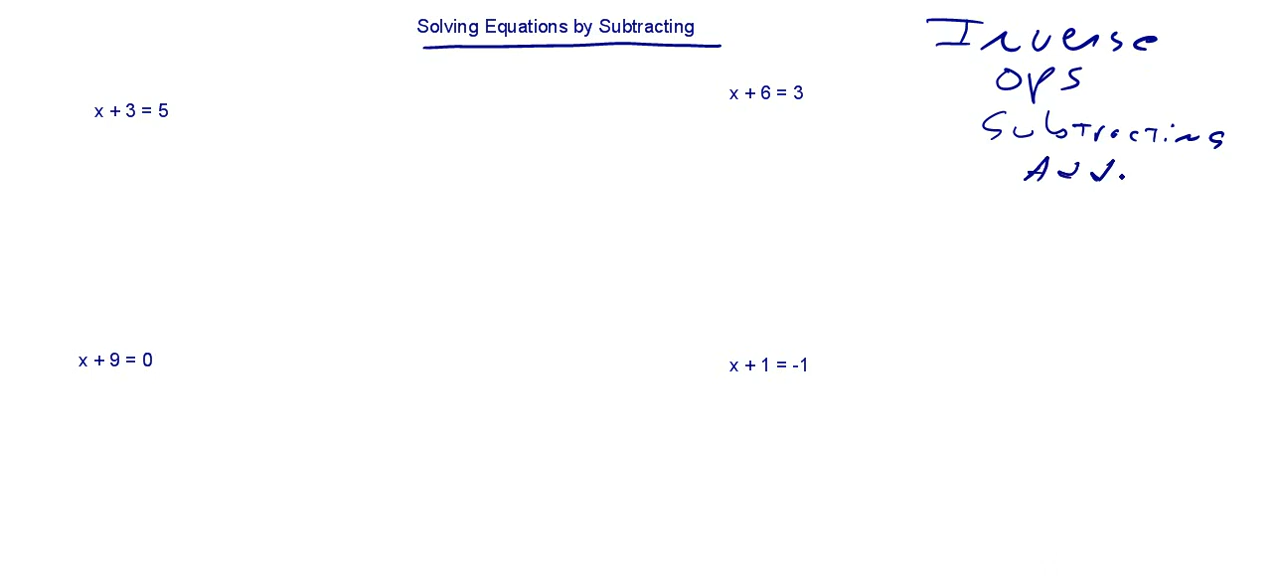 Solving Equations by Subtracting
Inverse
ops
Subtracting
Add.
x + 3 = 5
x + 6 = 3
x + 9 = 0
x + 1 = -1